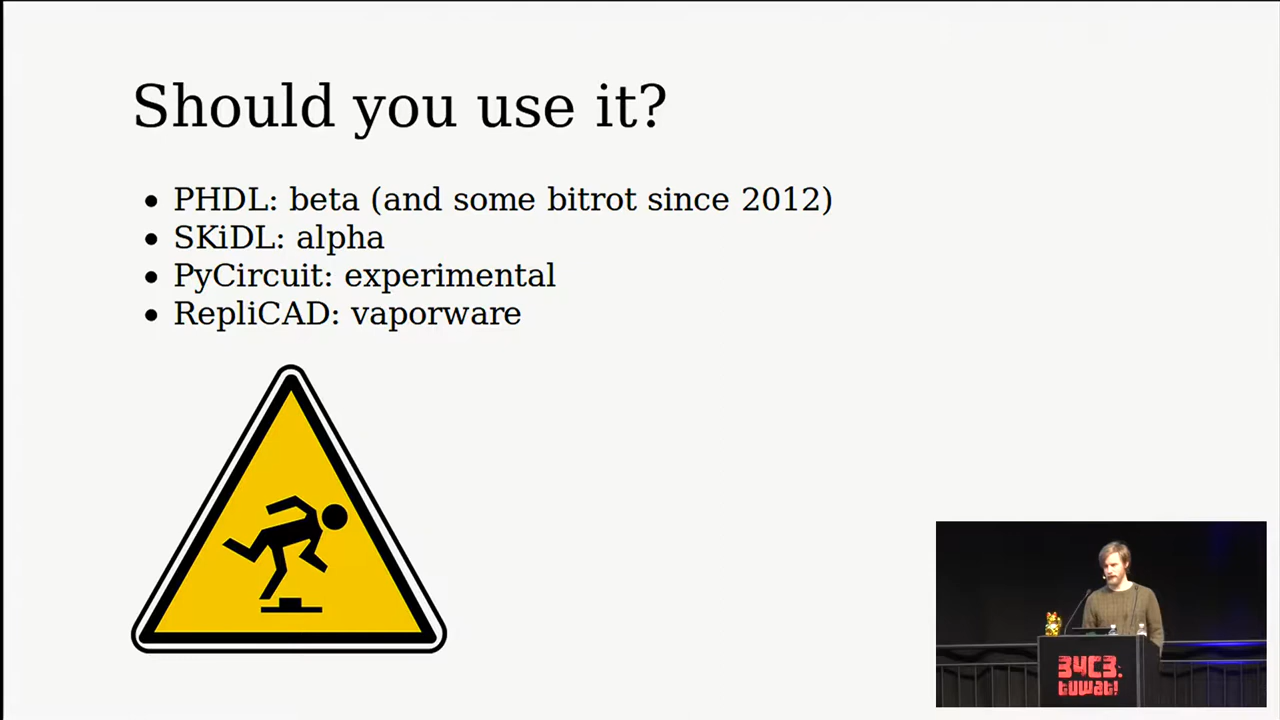 Should you use it?
PHDL: beta (and some bitrot since 2012)
SKiDL: alpha
PyCircuit: experimental
RepliCAD: vaporware
34C3:
tuwat!